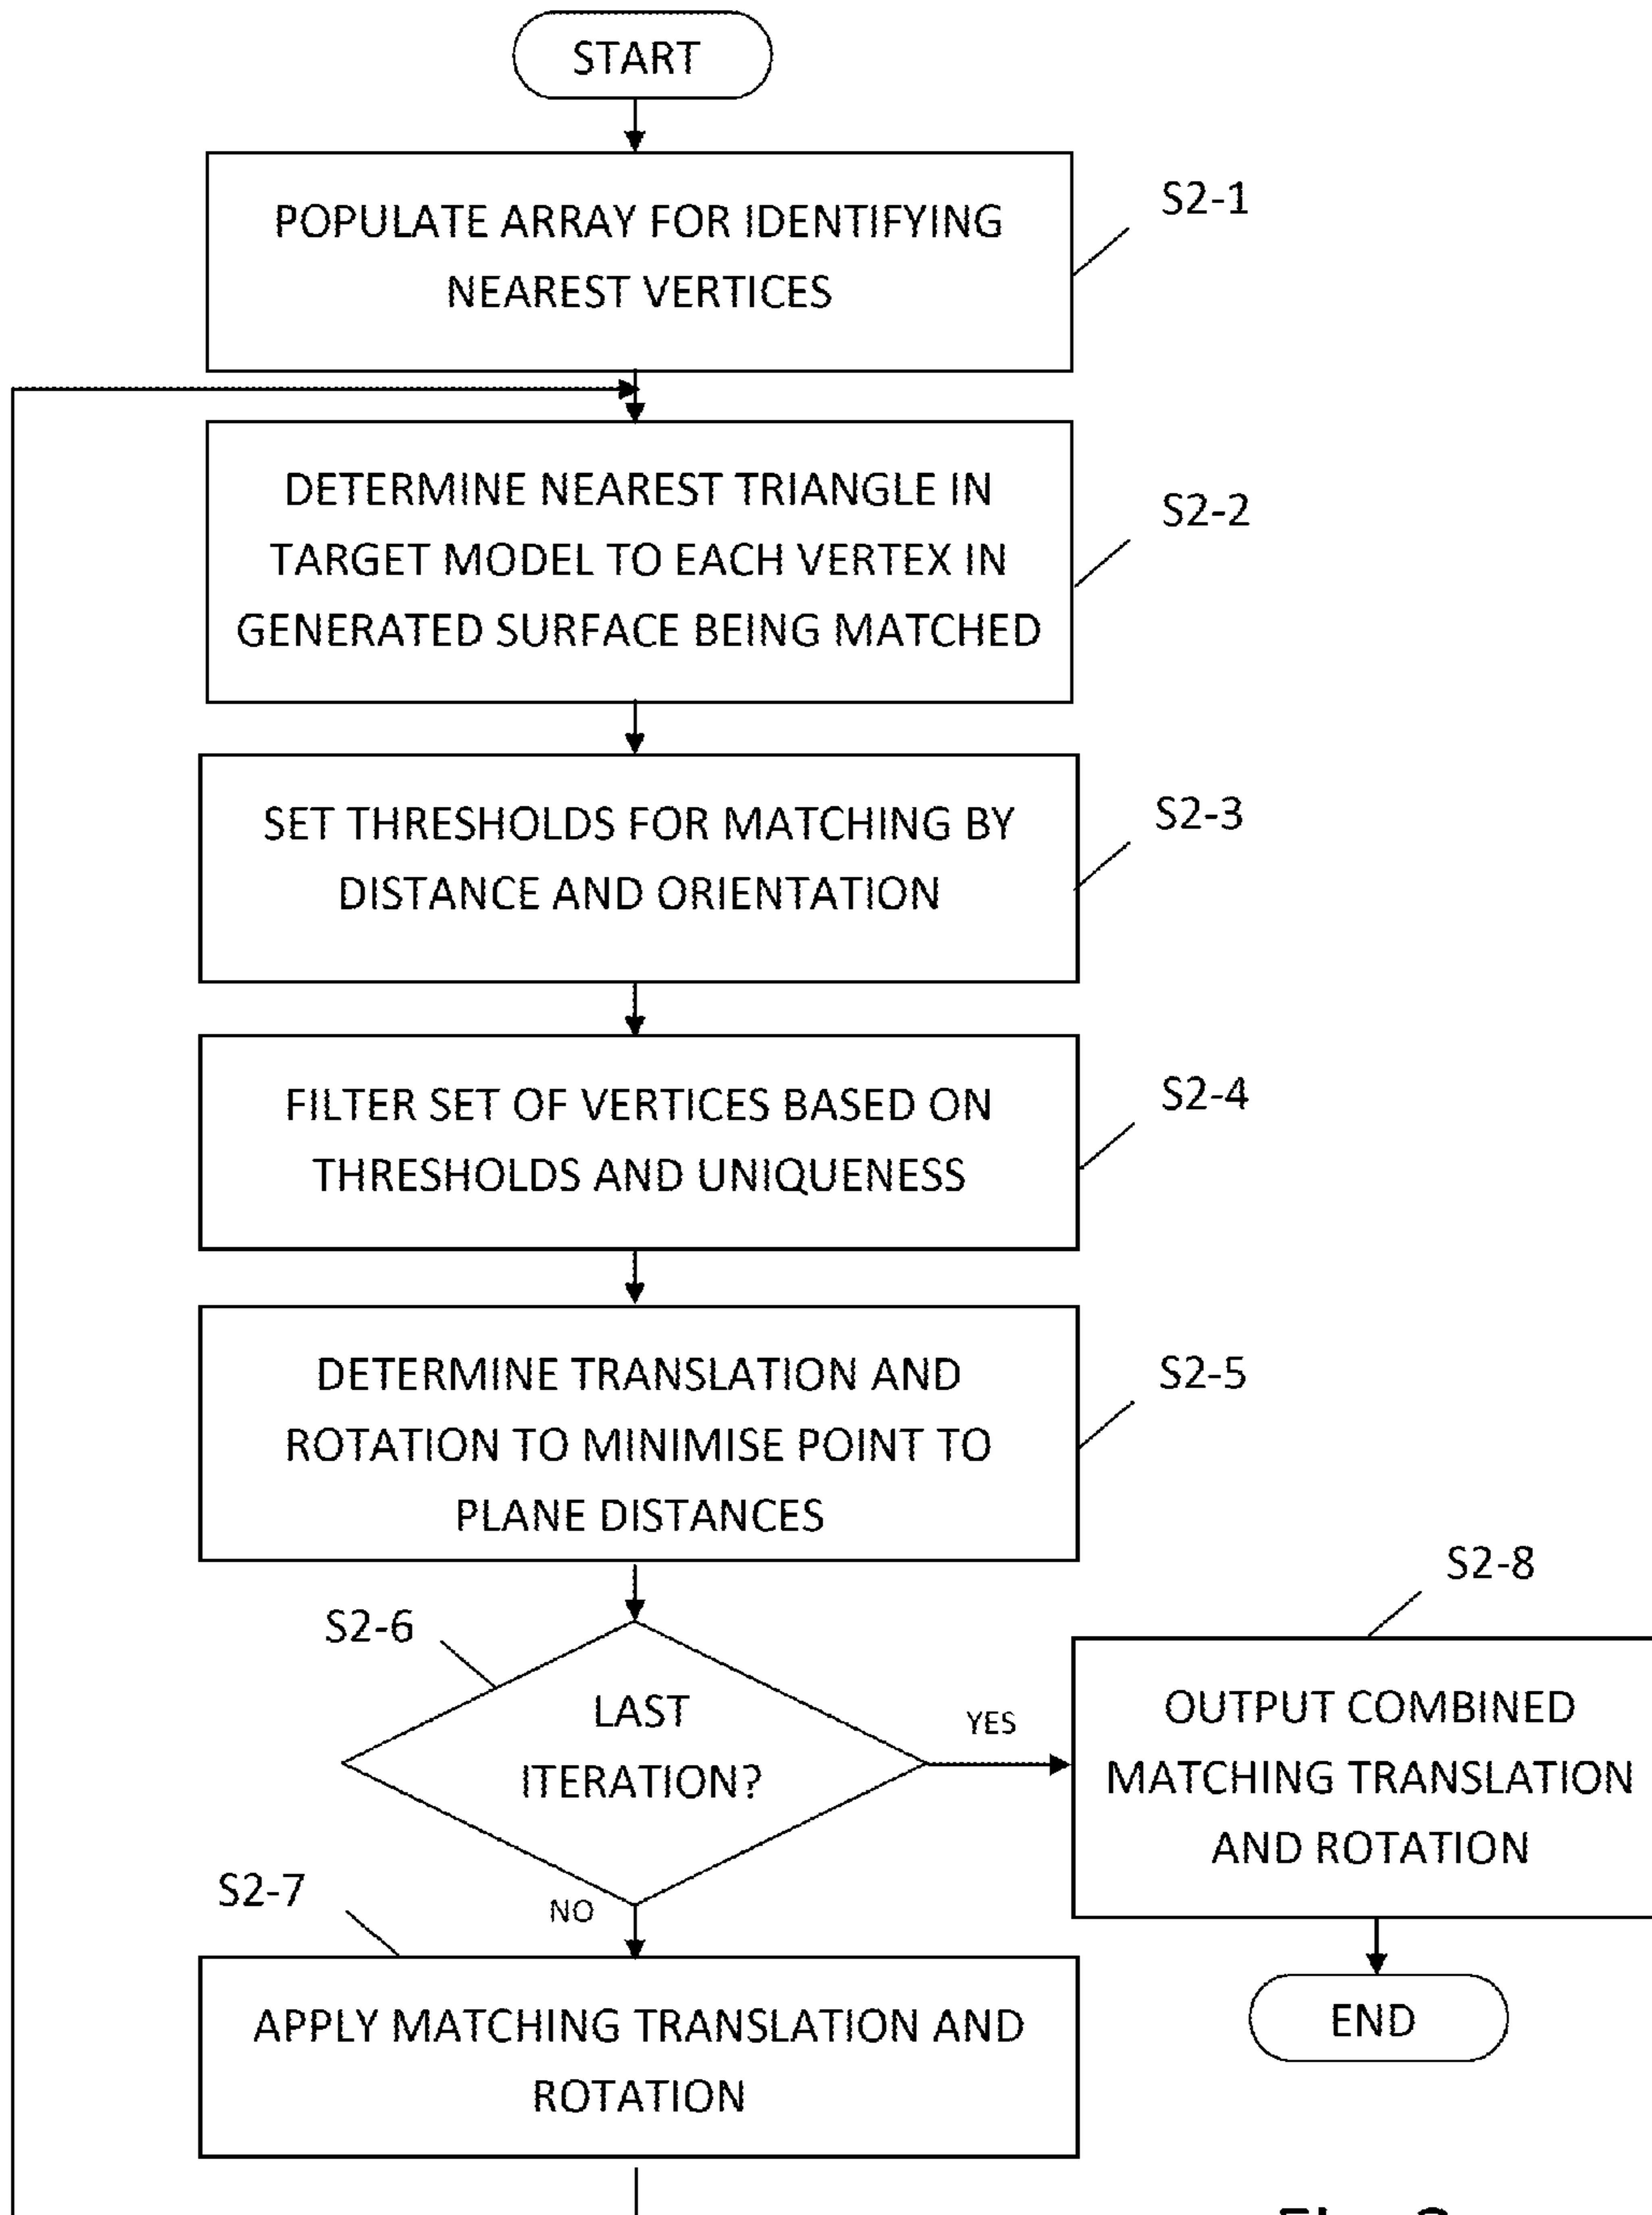 START
POPULATE ARRAY FOR IDENTIFYING
NEAREST VERTICES
S2-1
DETERMINE NEAREST TRIANGLE IN
TARGET MODEL TO EACH VERTEX IN
GENERATED SURFACE BEING MATCHED
S2-2
SET THRESHOLDS FOR MATCHING BY
DISTANCE AND ORIENTATION
S2-3
FILTER SET OF VERTICES BASED ON
THRESHOLDS AND UNIQUENESS
S2-4
DETERMINE TRANSLATION AND
ROTATION TO MINIMISE POINT TO
PLANE DISTANCES
S2-5
S2-6
LAST
ITERATION?
YES
NO
S2-8
OUTPUT COMBINED
MATCHING TRANSLATION
AND ROTATION
END
S2-7
APPLY MATCHING TRANSLATION AND
ROTATION